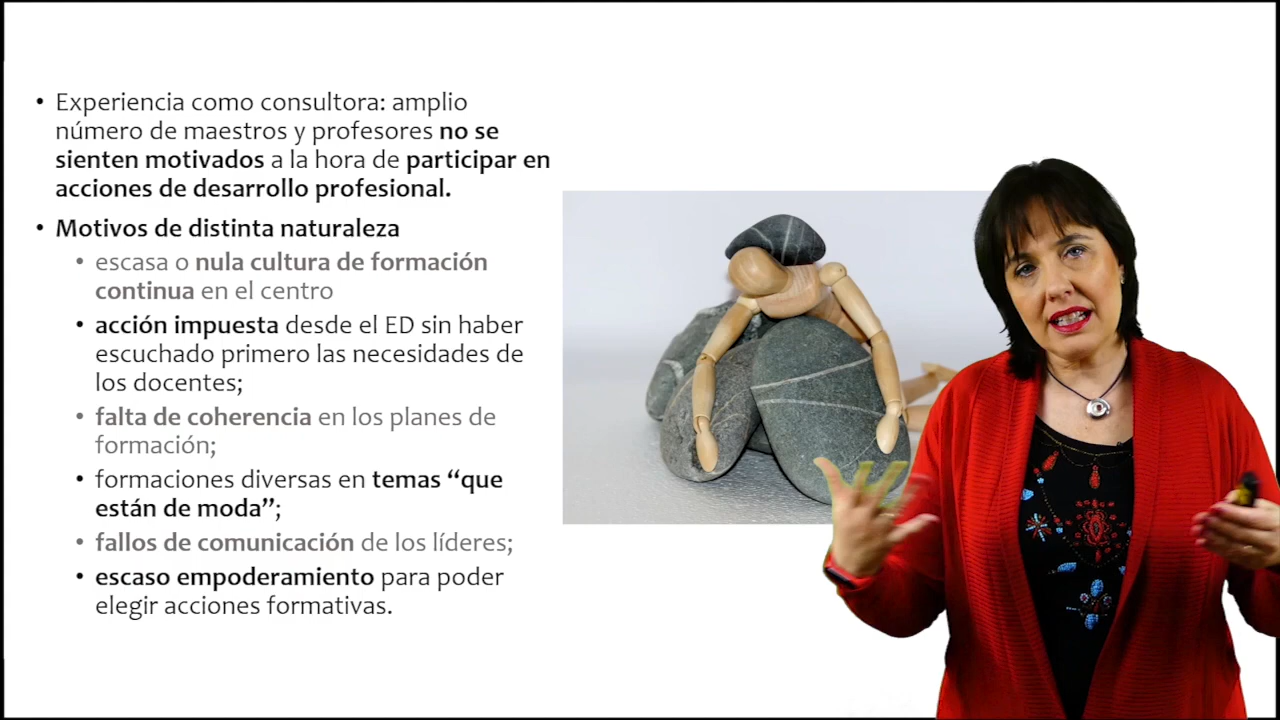 • Experiencia como consultora: amplio
número de maestros y profesores no se
sienten motivados a la hora de participar en
acciones de desarrollo profesional.
• Motivos de distinta naturaleza
• escasa o nula cultura de formación
continua en el centro
• acción impuesta desde el ED sin haber
escuchado primero las necesidades de
los docentes;
• falta de coherencia en los planes de
formación;
• formaciones diversas en temas “que
están de moda”;
• fallos de comunicación de los líderes;
• escaso empoderamiento para poder
elegir acciones formativas.